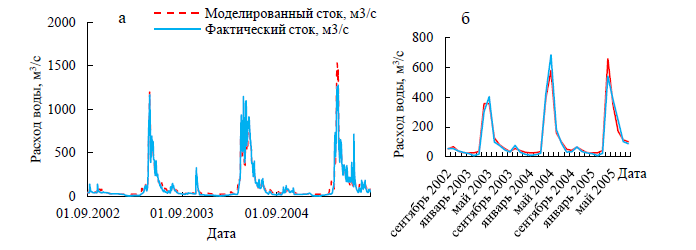 а
Моделированный сток, м3/с
Фактический сток, м3/с
Расход воды, м³/с
2000
1500
1000
500
0
01.09.2002
01.09.2003
01.09.2004
Дата
б
Расход воды, м³/с
800
600
400
200
0
сентябрь 2002
январь 2003
май 2003
сентябрь 2003
январь 2004
май 2004
сентябрь 2004
январь 2005
май 2005
Дата